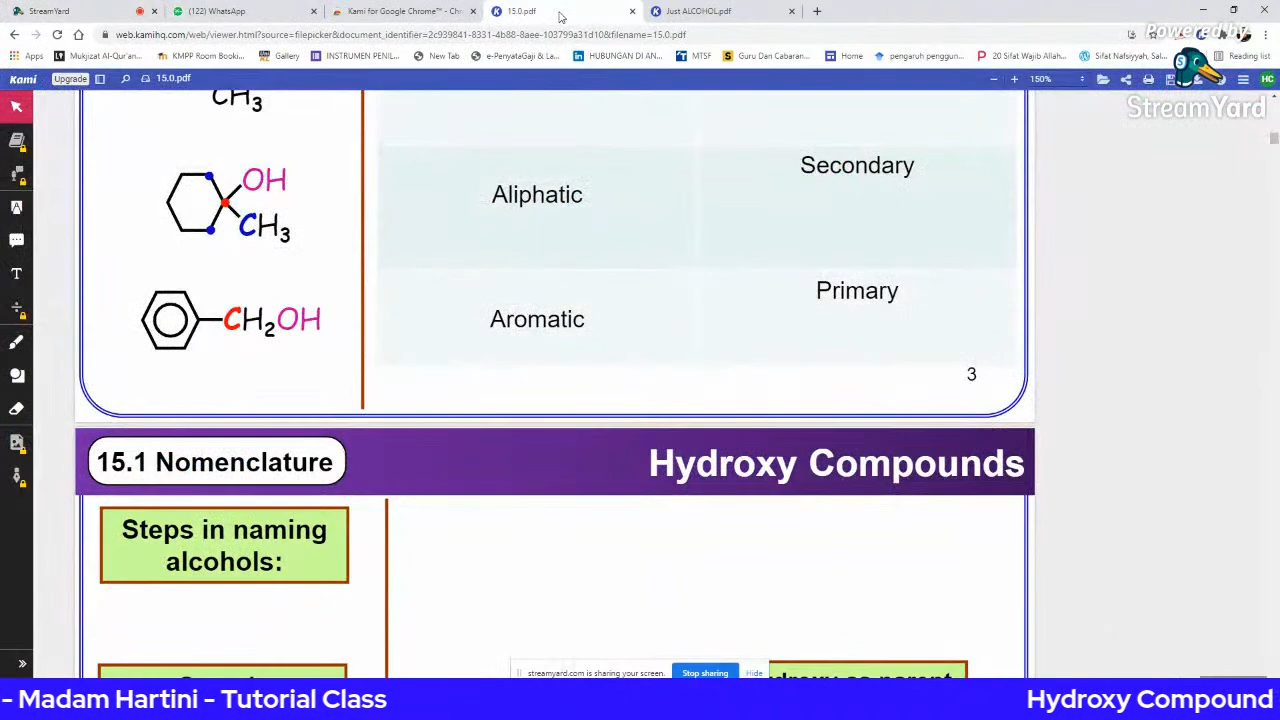 StreamYard
(122) WhatsApp
Kami for Google Chrome™ - Chr
15.0.pdf
Just ALCOHOL.pdf
web.kamihq.com/web/viewer.html?source=filepicker&document_identifier=2c93f931-8331-4b88-8aee-103799a31d10&filename=15.0.pdf
Powered by
Apps
Mukjizat Al-Qur'an...
KMPP Room Booki...
Gallery
INSTRUMEN PENIL...
New Tab
e-PenyataGaji & La...
HUBUNGAN DI AN...
MTSF
Guru Dan Cabaran...
Home
pengaruh penggun...
20 Sifat Wajib Allah...
Sifat Nafsiyyah, Sal...
Reading list
Kami
Upgrade
15.0.pdf
150%
HC
StreamYard
CH3
OH
CH3
Aliphatic
Secondary
CH2OH
Aromatic
Primary
3
15.1 Nomenclature
Hydroxy Compounds
Steps in naming
alcohols:
streamyard.com is sharing your screen.
Stop sharing
Hide
- Madam Hartini - Tutorial Class
Hydroxy Compound